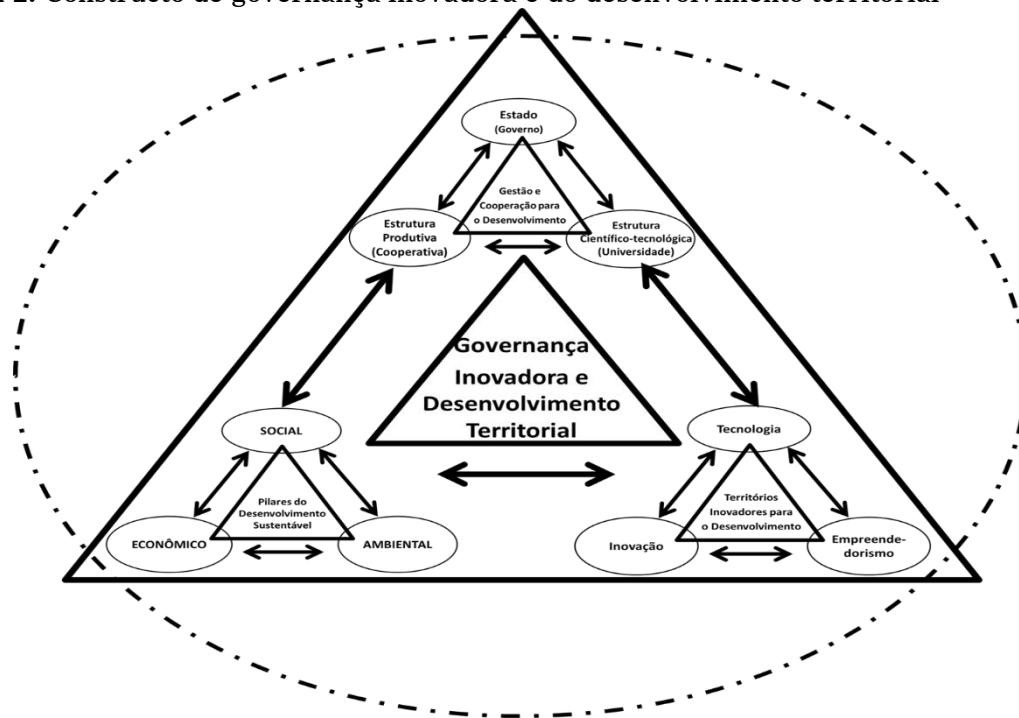 2: Constructo de governança inovadora e do desenvolvimento territorial
Estado
(Governo)
Gestão e
Cooperação para
o Desenvolvimento
Estrutura
Produtiva
(Cooperativa)
Estrutura
Científico-tecnológica
(Universidade)
Governança
Inovadora e
Desenvolvimento
Territorial
SOCIAL
Pilares do
Desenvolvimento
Sustentável
ECONÔMICO
AMBIENTAL
Tecnologia
Territórios
Inovadores para
o Desenvolvimento
Inovação
Empreende-
dorismo